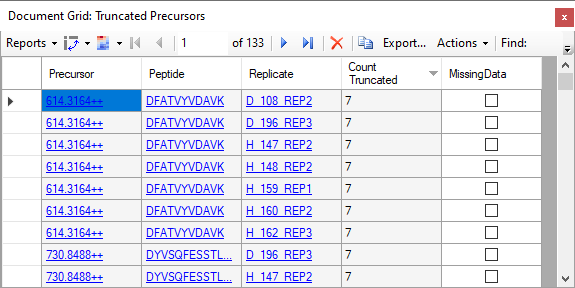 Document Grid: Truncated Precursors
Reports 1 of 133 Export... Actions Find:
Precursor Peptide Replicate Count Truncated MissingData
614.3164++ DFATVYVDAVK D_108_REP2 7
614.3164++ DFATVYVDAVK D_196_REP3 7
614.3164++ DFATVYVDAVK H_147_REP2 7
614.3164++ DFATVYVDAVK H_148_REP2 7
614.3164++ DFATVYVDAVK H_159_REP1 7
614.3164++ DFATVYVDAVK H_160_REP2 7
614.3164++ DFATVYVDAVK H_162_REP3 7
730.8488++ DYVSQFESSTL... D_196_REP3 7
730.8488++ DYVSQFESSTL... H_147_REP2 7